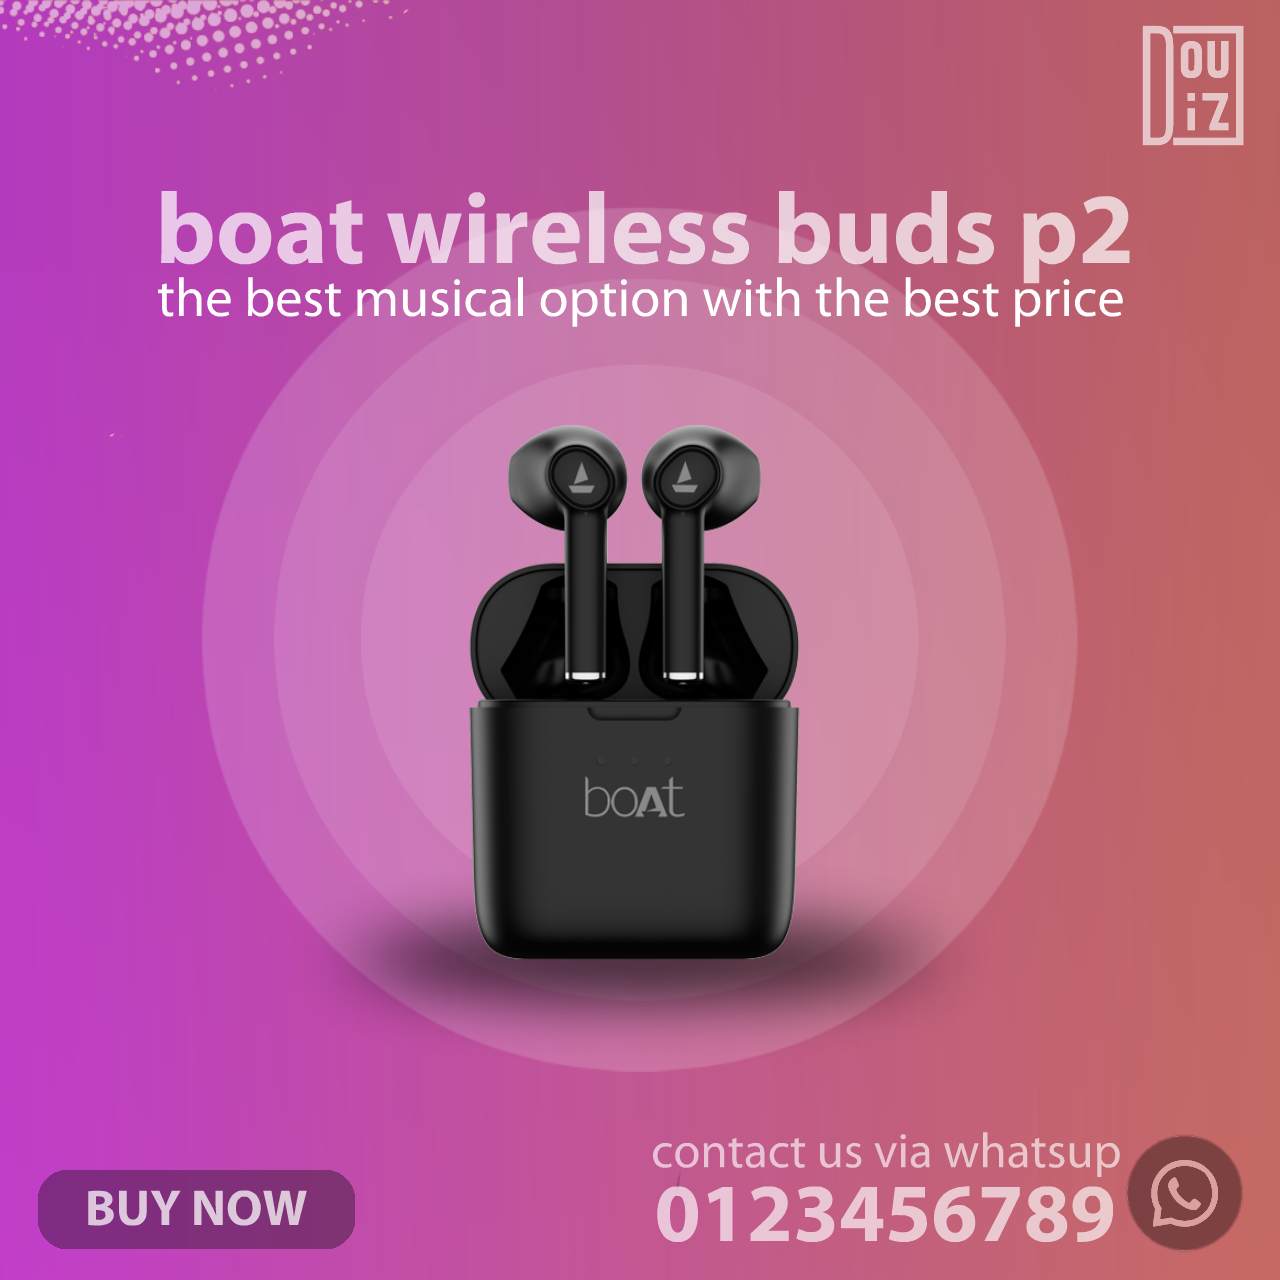 DOU
iZ
boat wireless buds p2
the best musical option with the best price
boAt
contact us via whatsup
0123456789
BUY NOW